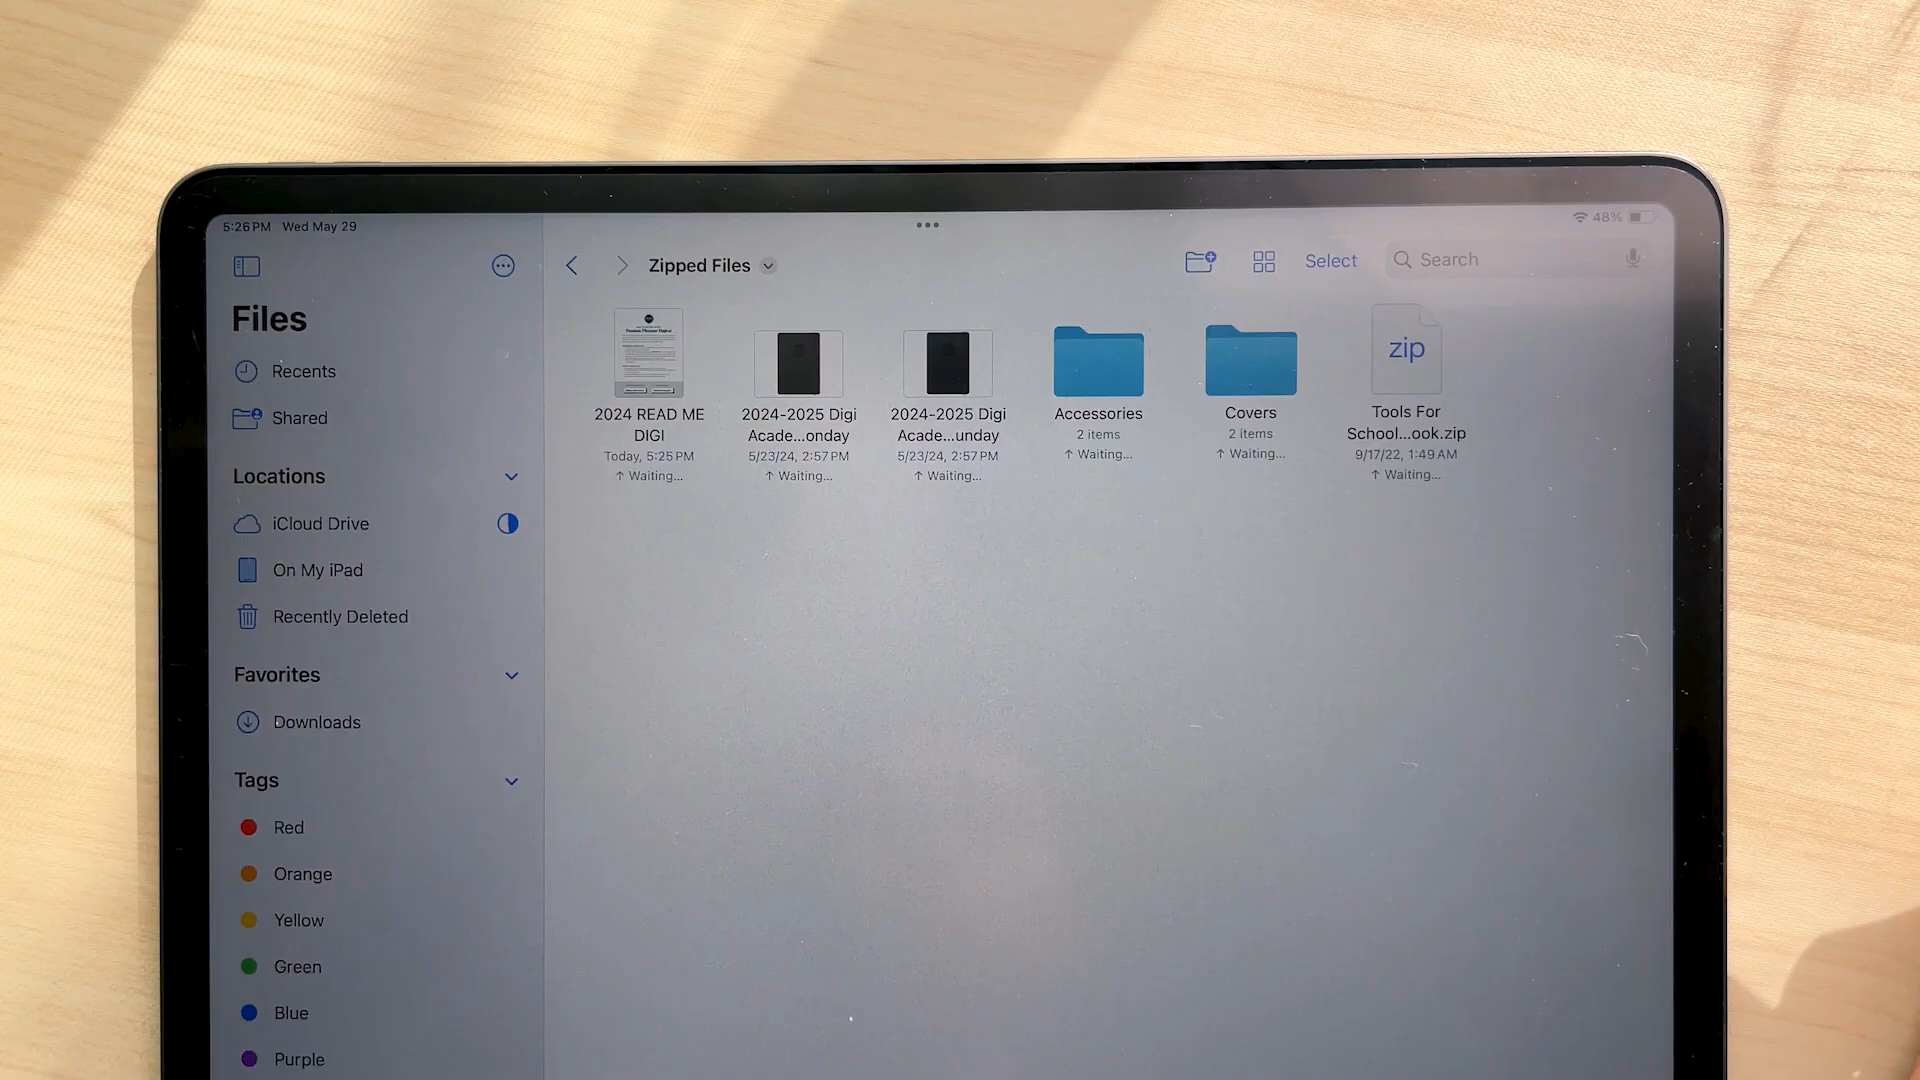 5:26 PM Wed May 29
48%
Files
Recents
Shared
Locations
iCloud Drive
On My iPad
Recently Deleted
Favorites
Downloads
Tags
Red
Orange
Yellow
Green
Blue
Purple
Zipped Files
Select
Search
2024 READ ME
DIGI
Today, 5:25 PM
↑ Waiting...
2024-2025 Digi
Acade...onday
5/23/24, 2:57 PM
↑ Waiting...
2024-2025 Digi
Acade...unday
5/23/24, 2:57 PM
↑ Waiting...
Accessories
2 items
↑ Waiting...
Covers
2 items
↑ Waiting...
zip
Tools For
School...ook.zip
9/17/22, 1:49 AM
↑ Waiting...